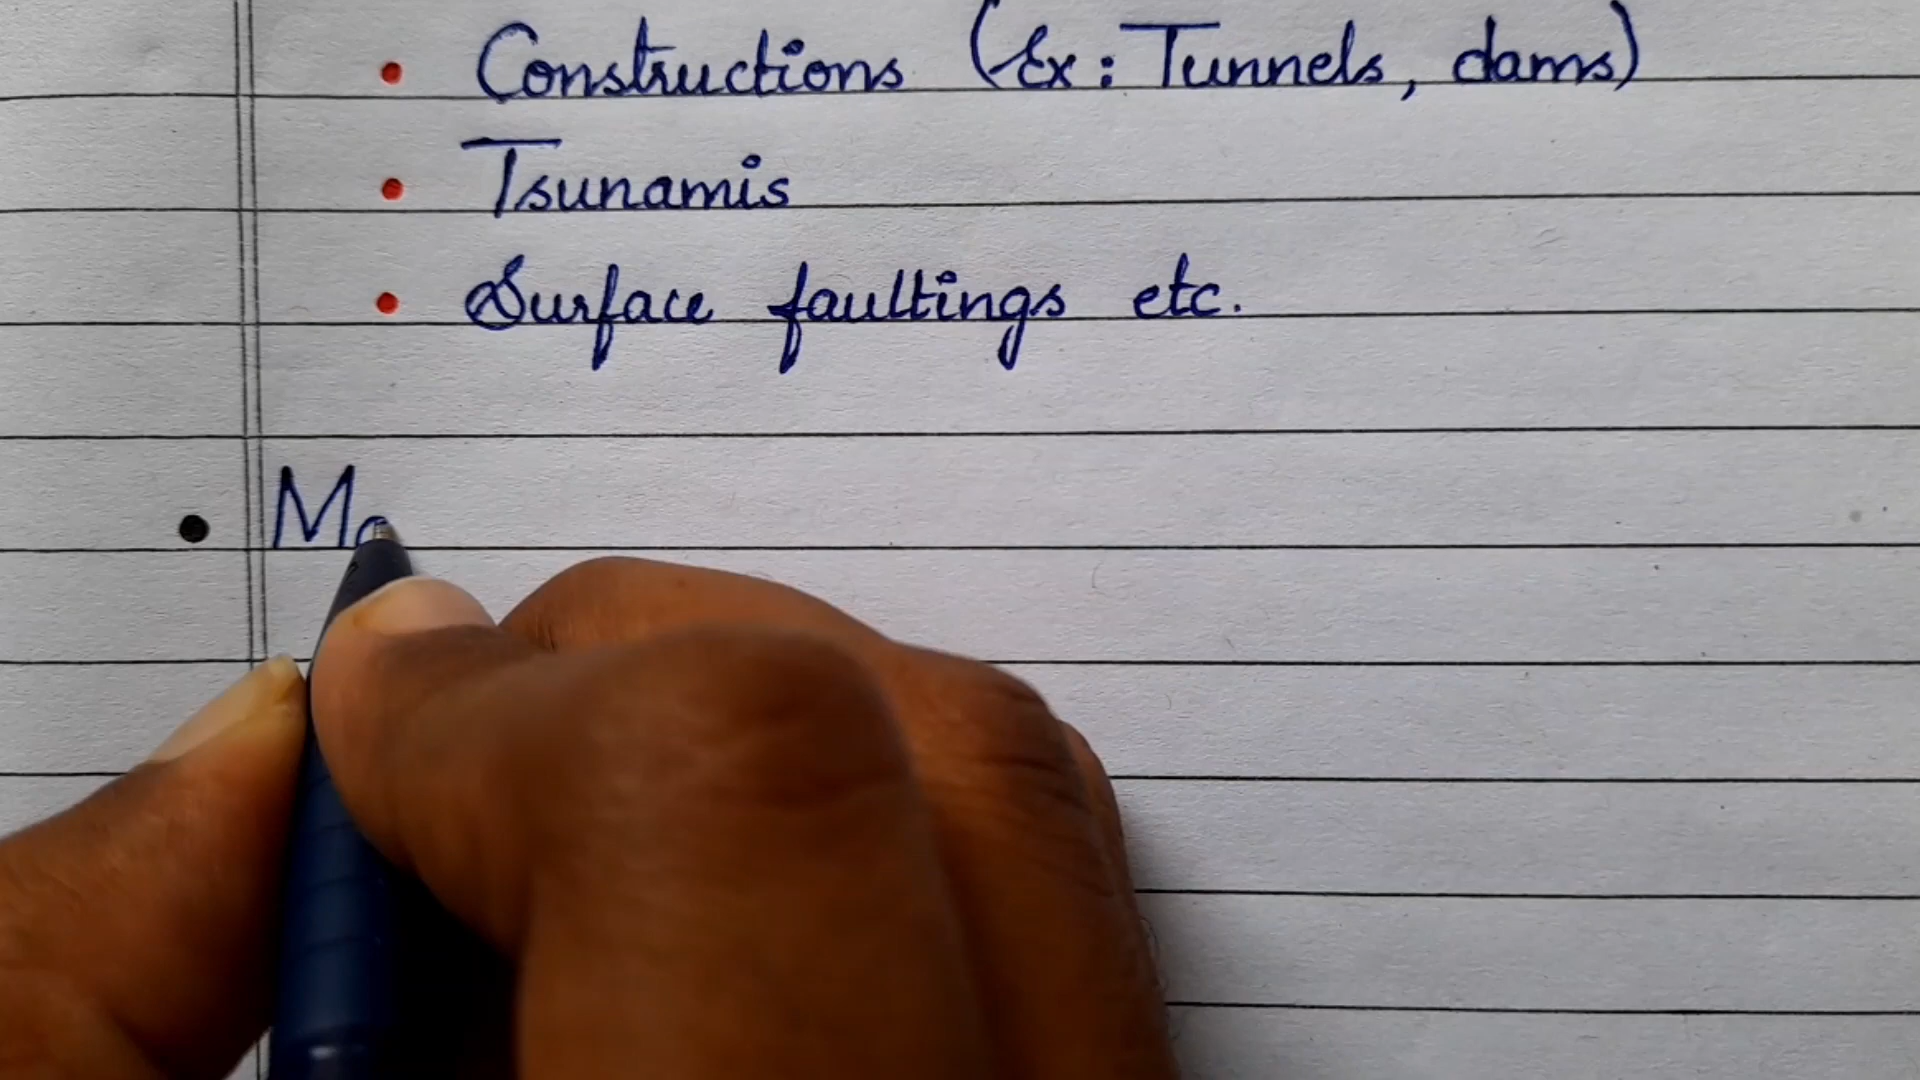 • Constructions (Ex: Tunnels, dams)
• Tsunamis
• Surface faultings etc.
•